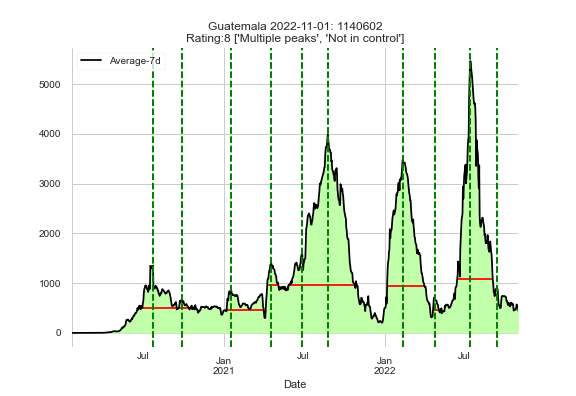 Guatemala 2022-11-01: 1140602
Rating:8 ['Multiple peaks', 'Not in control']
Average-7d
5000
4000
3000
2000
1000
0
Jul
Jan
2021
Jul
Jan
2022
Jul
Date